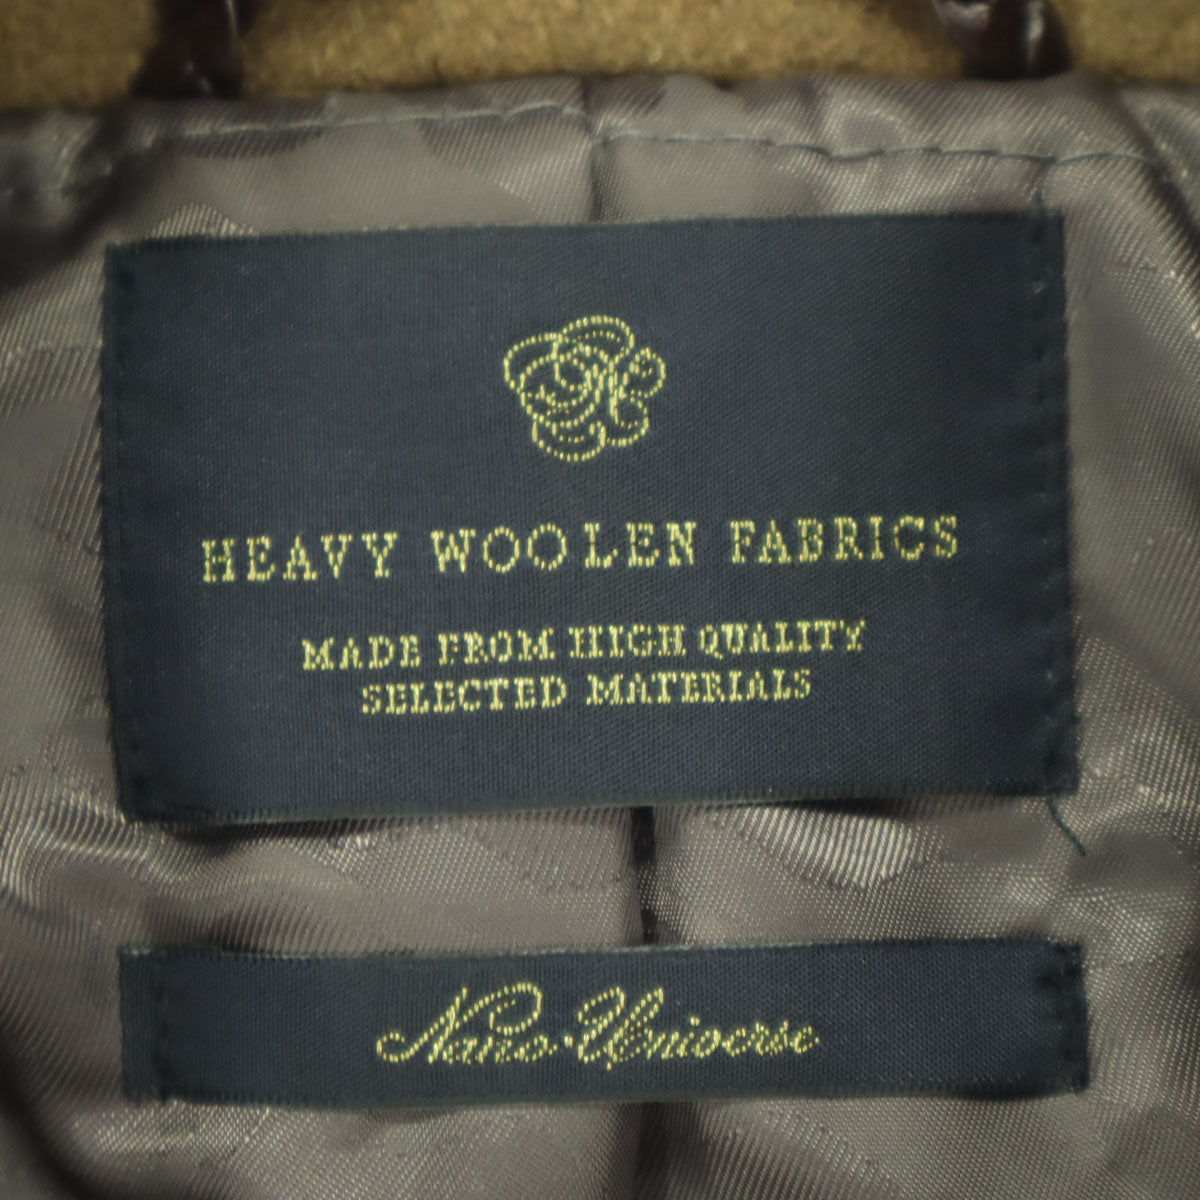 HEAVY WOOLEN FABRICS
MADE FROM HIGH QUALITY
SELECTED MATERIALS
Nano·Universe